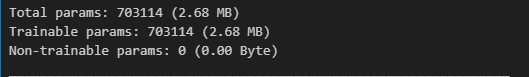 Total params: 703114 (2.68 MB)
Trainable params: 703114 (2.68 MB)
Non-trainable params: 0 (0.00 Byte)